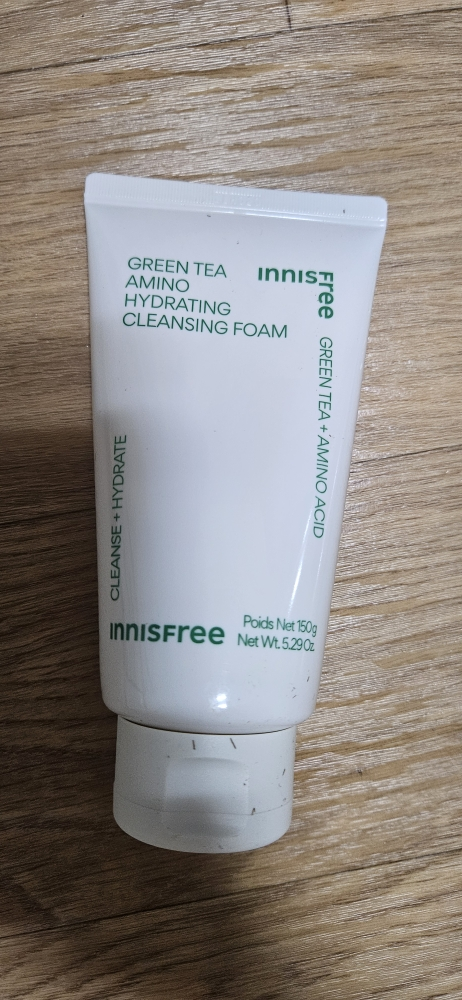 GREEN TEA
AMINO
HYDRATING
CLEANSING FOAM
innisfree
GREEN TEA + AMINO ACID
CLEANSE + HYDRATE
innisfree
Poids Net 150g
Net Wt. 5.29 Oz.